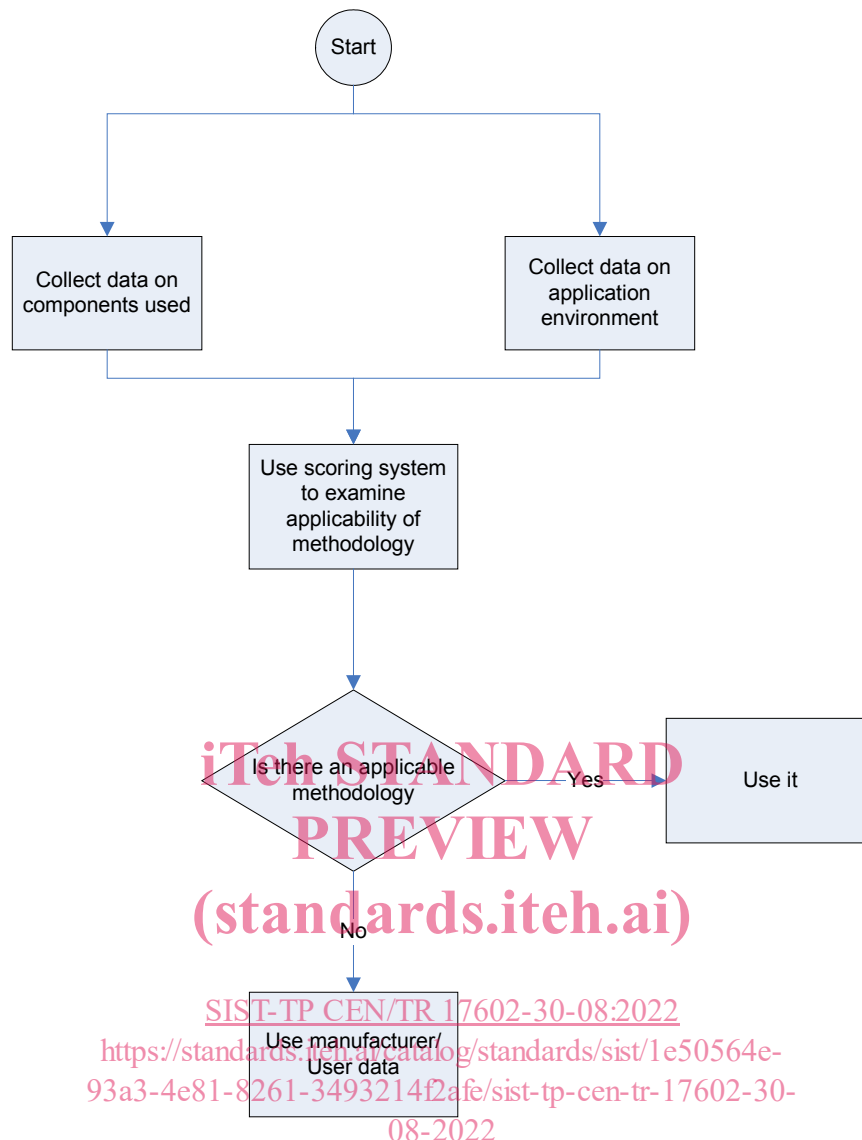 Start
Collect data on
components used
Collect data on
application
environment
Use scoring system
to examine
applicability of
methodology
Is there an applicable
methodology
Yes
Use it
No
Use manufacturer/
User data
iTeh STANDARD
PREVIEW
(standards.iteh.ai)
SIST-TP CEN/TR 17602-30-08:2022
https://standards.iteh.ai/catalog/standards/sist/1e50564e-
93a3-4e81-8261-3493214f2afe/sist-tp-cen-tr-17602-30-
08-2022